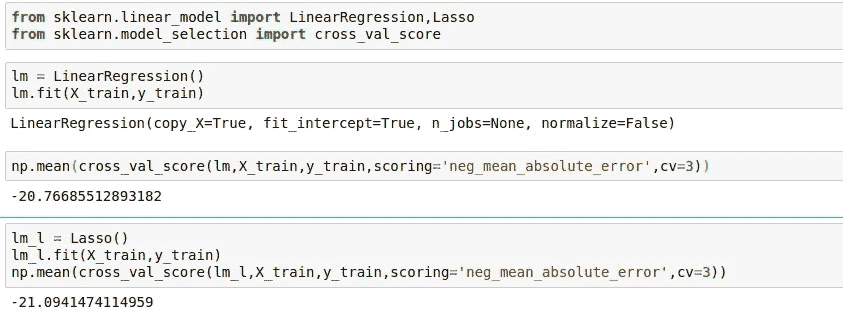 from sklearn.linear_model import LinearRegression,Lasso
from sklearn.model_selection import cross_val_score
lm = LinearRegression()
lm.fit(X_train,y_train)
LinearRegression(copy_X=True, fit_intercept=True, n_jobs=None, normalize=False)
np.mean(cross_val_score(lm,X_train,y_train,scoring='neg_mean_absolute_error',cv=3))
-20.76685512893182
lm_l = Lasso()
lm_l.fit(X_train,y_train)
np.mean(cross_val_score(lm_l,X_train,y_train,scoring='neg_mean_absolute_error',cv=3))
-21.0941474114959